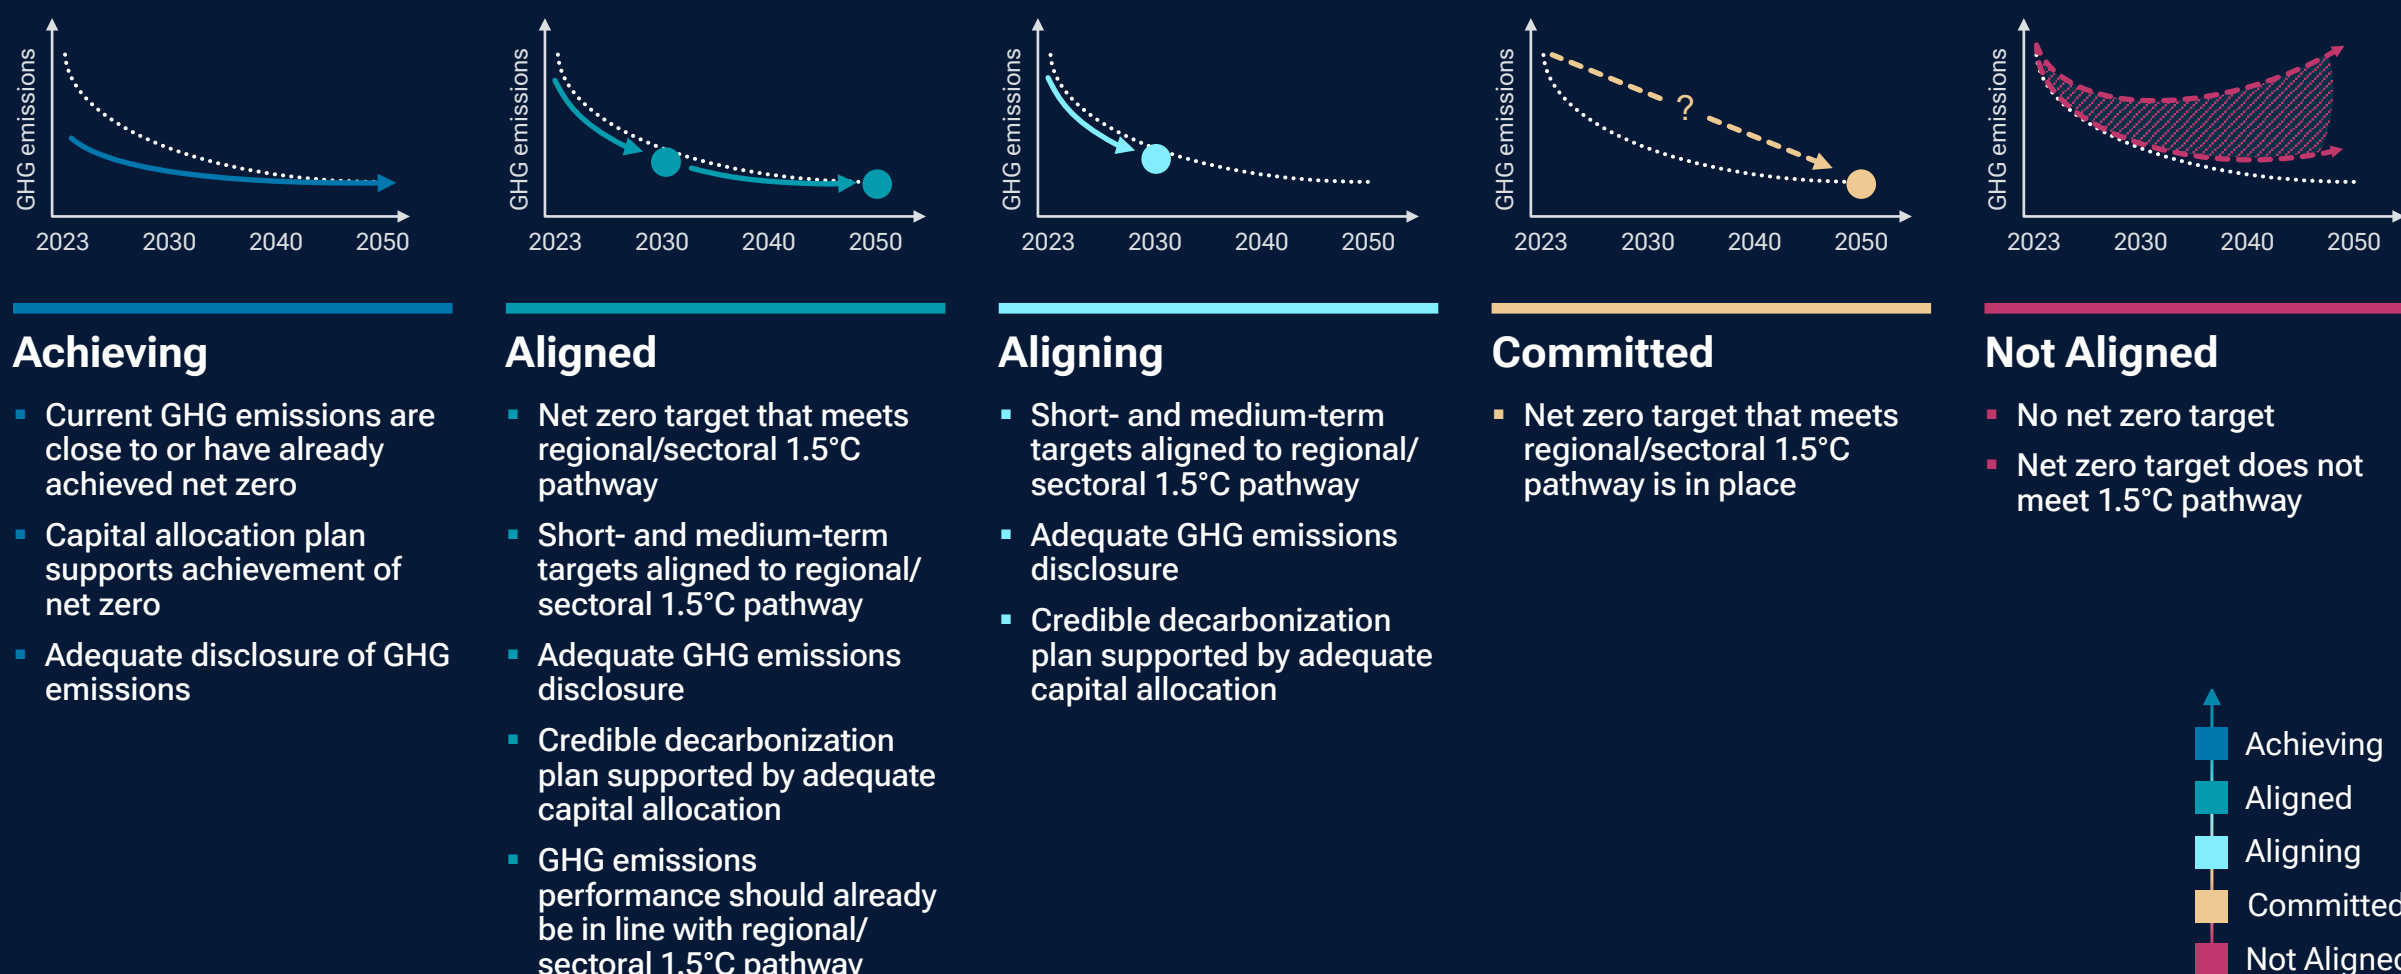 GHG emissions
2023 2030 2040 2050
GHG emissions
2023 2030 2040 2050
GHG emissions
2023 2030 2040 2050
GHG emissions
?
2023 2030 2040 2050
GHG emissions
2023 2030 2040 2050
Achieving
Current GHG emissions are
close to or have already
achieved net zero
Capital allocation plan
supports achievement of
net zero
Adequate disclosure of GHG
emissions
Aligned
Net zero target that meets
regional/sectoral 1.5°C
pathway
Short- and medium-term
targets aligned to regional/
sectoral 1.5°C pathway
Adequate GHG emissions
disclosure
Credible decarbonization
plan supported by adequate
capital allocation
GHG emissions
performance should already
be in line with regional/
sectoral 1.5°C pathway
Aligning
Short- and medium-term
targets aligned to regional/
sectoral 1.5°C pathway
Adequate GHG emissions
disclosure
Credible decarbonization
plan supported by adequate
capital allocation
Committed
Net zero target that meets
regional/sectoral 1.5°C
pathway is in place
Not Aligned
No net zero target
Net zero target does not
meet 1.5°C pathway
Achieving
Aligned
Aligning
Committed
Not Aligned